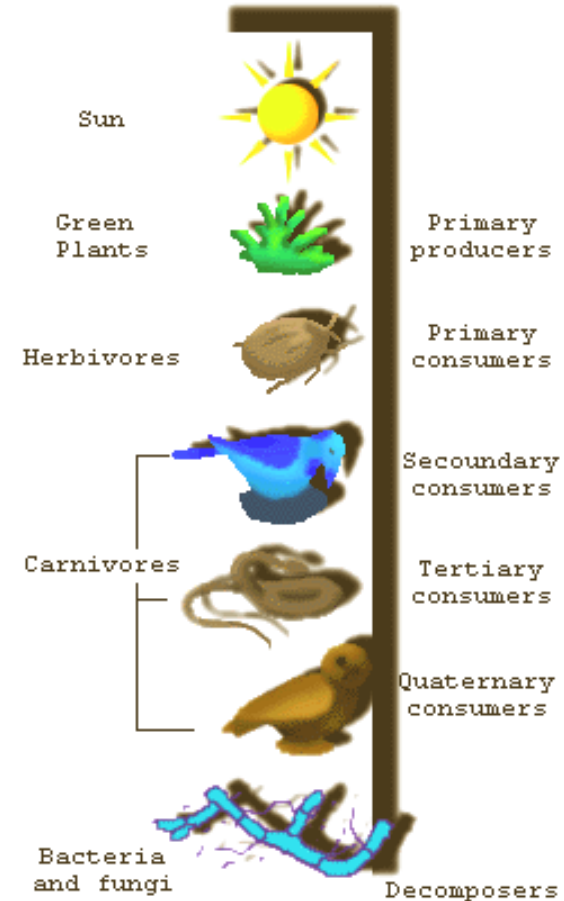 Sun
Green
Plants
Primary
producers
Herbivores
Primary
consumers
Secoundary
consumers
Carnivores
Tertiary
consumers
Quaternary
consumers
Bacteria
and fungi
Decomposers